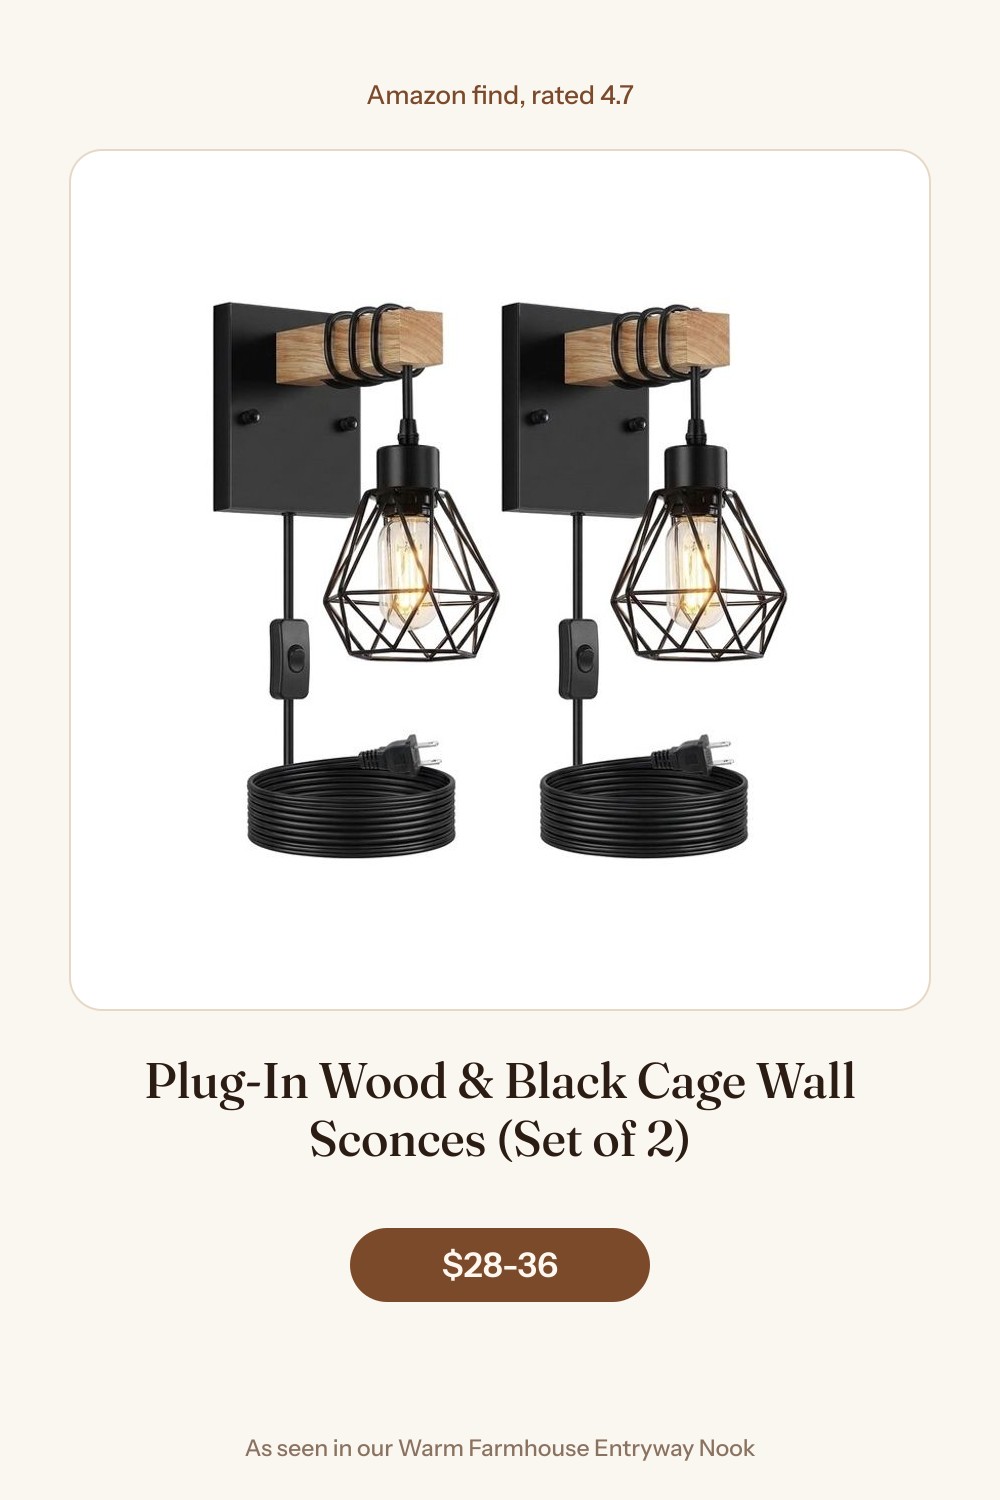 Amazon find, rated 4.7
Plug-In Wood & Black Cage Wall
Sconces (Set of 2)
$28-36
As seen in our Warm Farmhouse Entryway Nook